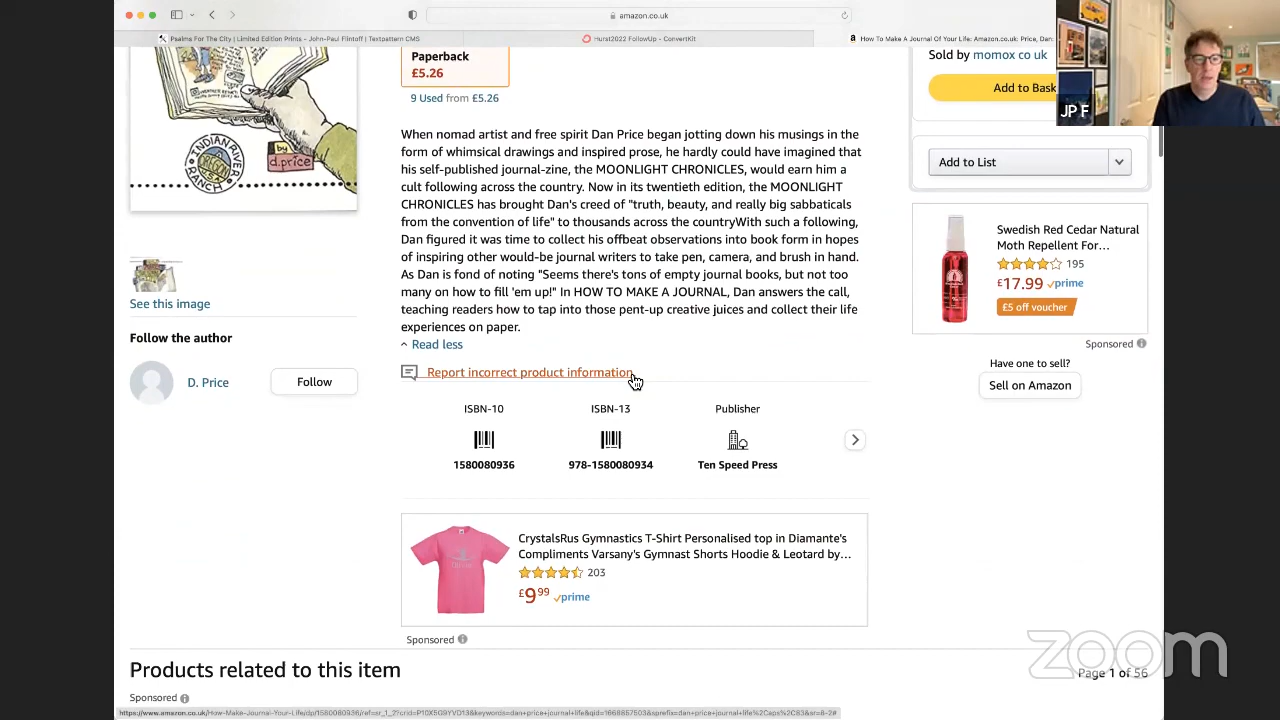 amazon.co.uk
Psalms For The City | Limited Edition Prints - John-Paul Flintoff | Textpattern CMS
Hurst2022 FollowUp - ConvertKit
How To Make A Journal Of Your Life: Amazon.co.uk: Price, Dan:
JP F
INDIAN RIVER
RANCH
by
d.price
Paperback
£5.26
9 Used from £5.26
When nomad artist and free spirit Dan Price began jotting down his musings in the
form of whimsical drawings and inspired prose, he hardly could have imagined that
his self-published journal-zine, the MOONLIGHT CHRONICLES, would earn him a
cult following across the country. Now in its twentieth edition, the MOONLIGHT
CHRONICLES has brought Dan's creed of "truth, beauty, and really big sabbaticals
from the convention of life" to thousands across the countryWith such a following,
Dan figured it was time to collect his offbeat observations into book form in hopes
of inspiring other would-be journal writers to take pen, camera, and brush in hand.
As Dan is fond of noting "Seems there's tons of empty journal books, but not too
many on how to fill 'em up!" In HOW TO MAKE A JOURNAL, Dan answers the call,
teaching readers how to tap into those pent-up creative juices and collect their life
experiences on paper.
Read less
Report incorrect product information
See this image
Follow the author
D. Price
Follow
ISBN-10
1580080936
ISBN-13
978-1580080934
Publisher
Ten Speed Press
Sold by momox co uk
Add to Bask
Add to List
Swedish Red Cedar Natural
Moth Repellent For…
195
£17.99 prime
£5 off voucher
Sponsored
Have one to sell?
Sell on Amazon
CrystalsRus Gymnastics T-Shirt Personalised top in Diamante's
Compliments Varsany's Gymnast Shorts Hoodie & Leotard by…
203
£9.99 prime
Sponsored
Products related to this item
Page 1 of 56
Sponsored
zoom